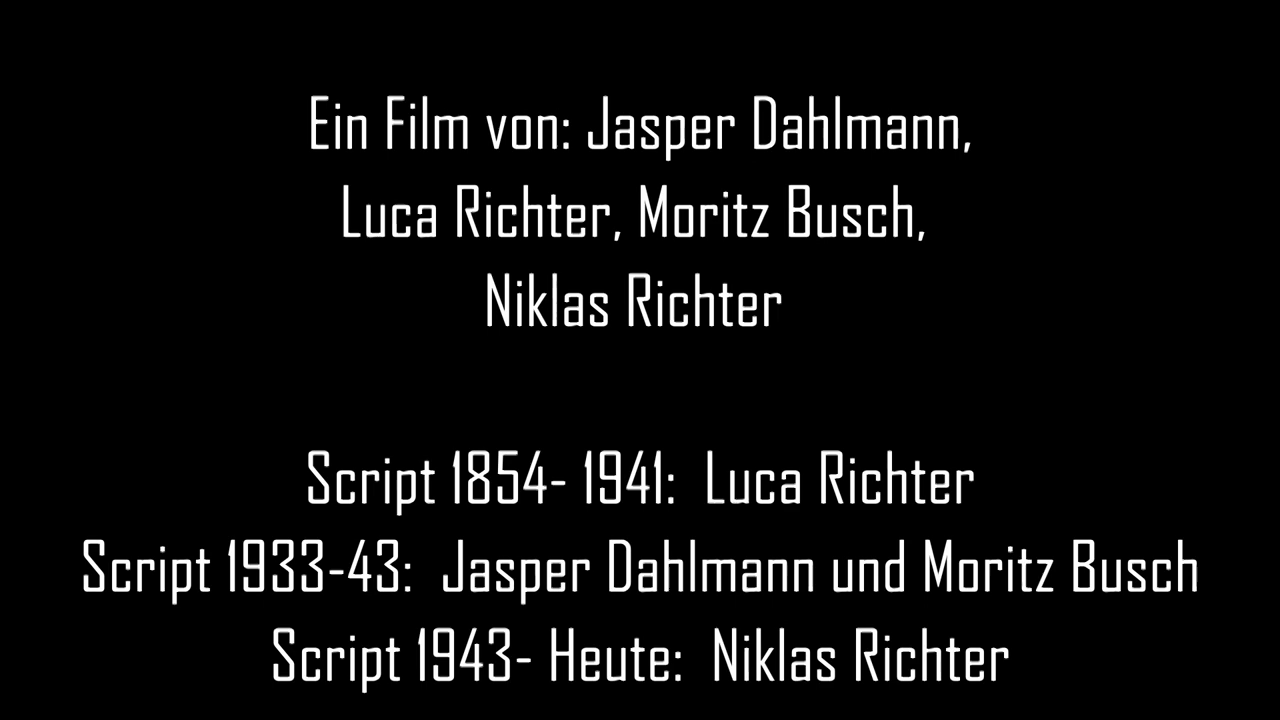 Ein Film von: Jasper Dahlmann,
Luca Richter, Moritz Busch,
Niklas Richter
Script 1854- 1941:  Luca Richter
Script 1933-43:  Jasper Dahlmann und Moritz Busch
Script 1943- Heute:  Niklas Richter